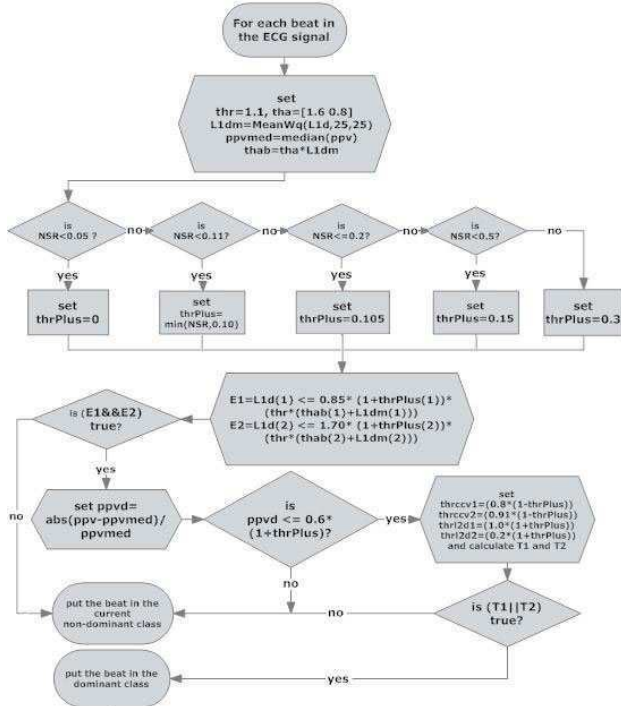 For each beat in
the ECG signal
set
thr=1.1, tha=[1.6 0.8]
L1dm=MeanWq(L1d,25,25)
ppvmed=median(ppv)
thab=tha*L1dm
is
NSR<0.05 ?
no
is
NSR<0.11?
no
is
NSR<=0.2?
no
is
NSR<0.5?
no
yes
yes
yes
yes
set
thrPlus=0
set
thrPlus=
min(NSR,0.10)
set
thrPlus=0.105
set
thrPlus=0.15
set
thrPlus=0.3
E1=L1d(1) <= 0.85* (1+thrPlus(1))*
(thr*(thab(1)+L1dm(1)))
E2=L1d(2) <= 1.70* (1+thrPlus(2))*
(thr*(thab(2)+L1dm(2)))
is (E1&&E2)
true?
yes
no
set ppvd=
abs(ppv-ppvmed)/
ppvmed
is
ppvd <= 0.6*
(1+thrPlus)?
yes
set
thrccv1=(0.8*(1-thrPlus))
thrccv2=(0.91*(1-thrPlus))
thrl2d1=(1.0*(1+thrPlus))
thrl2d2=(0.2*(1+thrPlus))
and calculate T1 and T2
no
put the beat in the
current
non-dominant class
no
is (T1||T2)
true?
put the beat in the
dominant class
yes